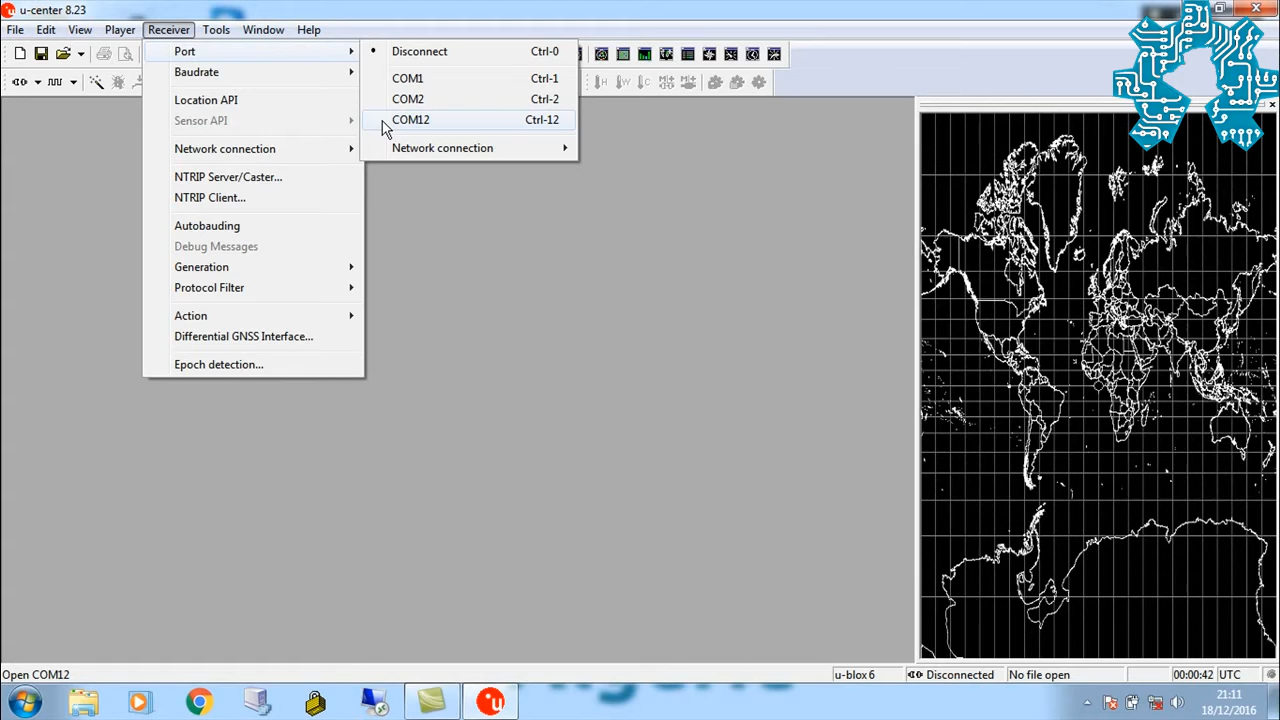 u-center 8.23
File Edit View Player Receiver Tools Window Help
Port
Baudrate
Location API
Sensor API
Network connection
NTRIP Server/Caster...
NTRIP Client...
Autobauding
Debug Messages
Generation
Protocol Filter
Action
Differential GNSS Interface...
Epoch detection...
Disconnect Ctrl-0
COM1 Ctrl-1
COM2 Ctrl-2
COM12 Ctrl-12
Network connection
Open COM12 u-blox 6 Disconnected No file open 00:00:42 UTC
21:11
18/12/2016